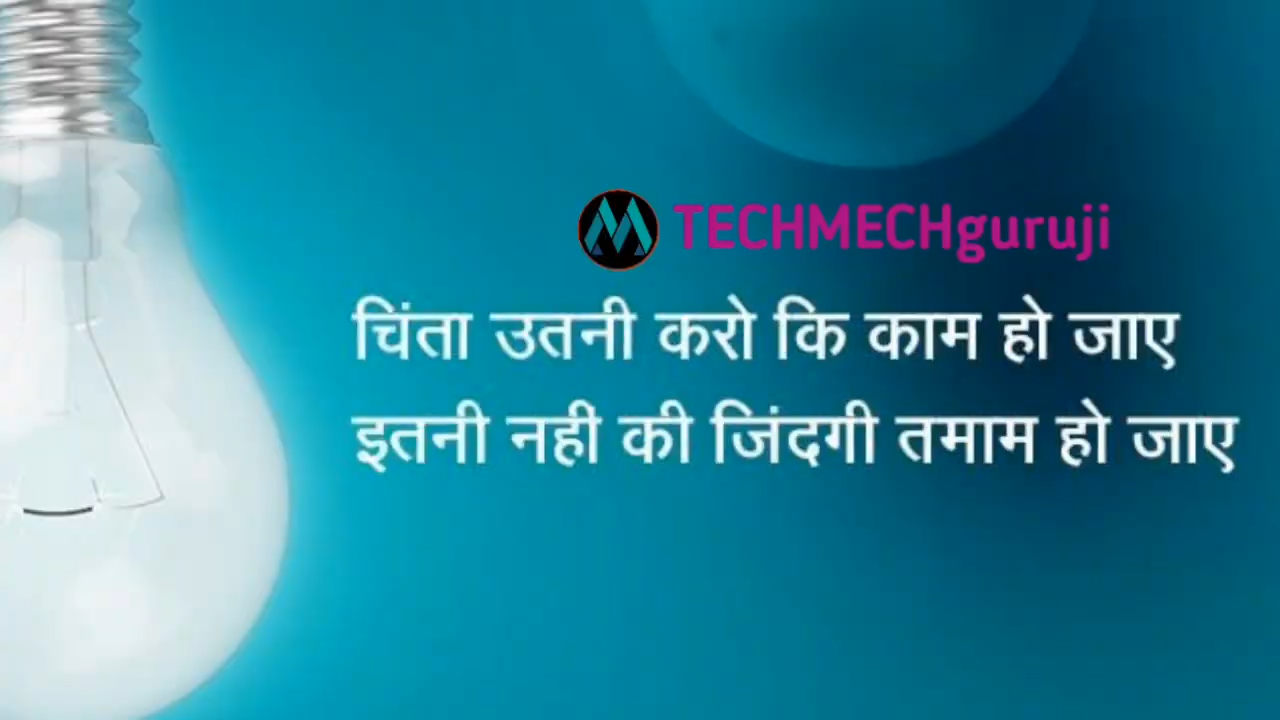 TECHMECHguruji
चिंता उतनी करो कि काम हो जाए
इतनी नही की जिंदगी तमाम हो जाए